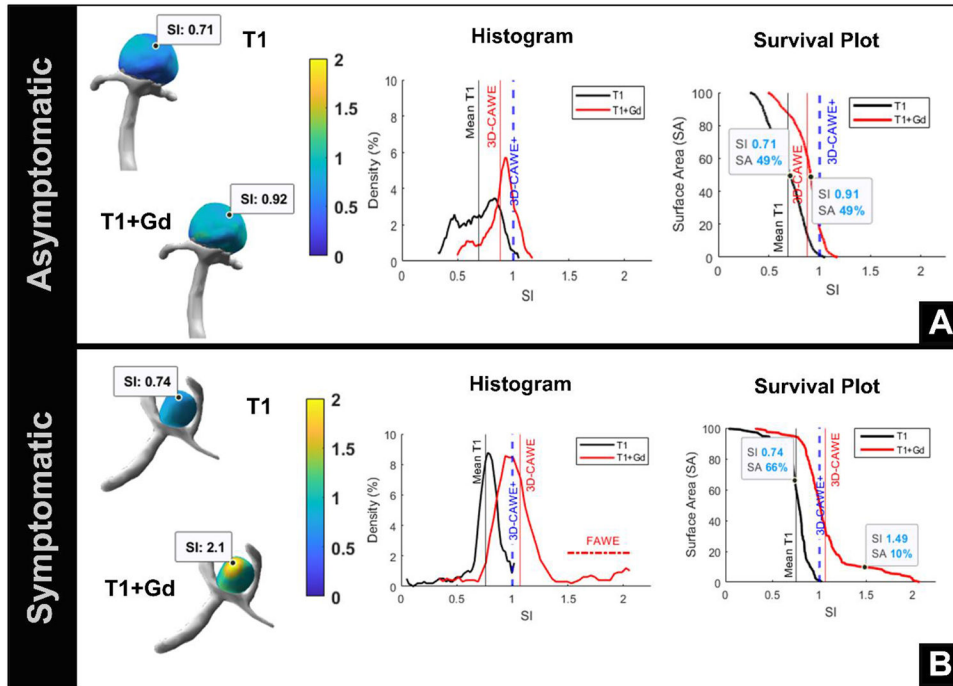 Asymptomatic
SI: 0.71
T1
SI: 0.92
T1+Gd
2
1.5
1
0.5
0
Histogram
T1
T1+Gd
Mean T1
3D-CAWE
3D-CAWE+
Density (%)
10
8
6
4
2
0
0 0.5 1 1.5 2
SI
Survival Plot
T1
T1+Gd
3D-CAWE+
Surface Area (SA)
100
80
60
40
20
0
SI 0.71
SA 49%
3D-CAWE
SI 0.91
SA 49%
Mean T1
0 0.5 1 1.5 2
SI
A
Symptomatic
SI: 0.74
T1
SI: 2.1
T1+Gd
2
1.5
1
0.5
0
Histogram
T1
T1+Gd
Mean T1
3D-CAWE+
3D-CAWE
FAWE
Density (%)
10
8
6
4
2
0
0 0.5 1 1.5 2
SI
Survival Plot
T1
T1+Gd
SI 0.74
SA 66%
3D-CAWE+
3D-CAWE
Mean T1
SI 1.49
SA 10%
Surface Area (SA)
100
80
60
40
20
0
0 0.5 1 1.5 2
SI
B